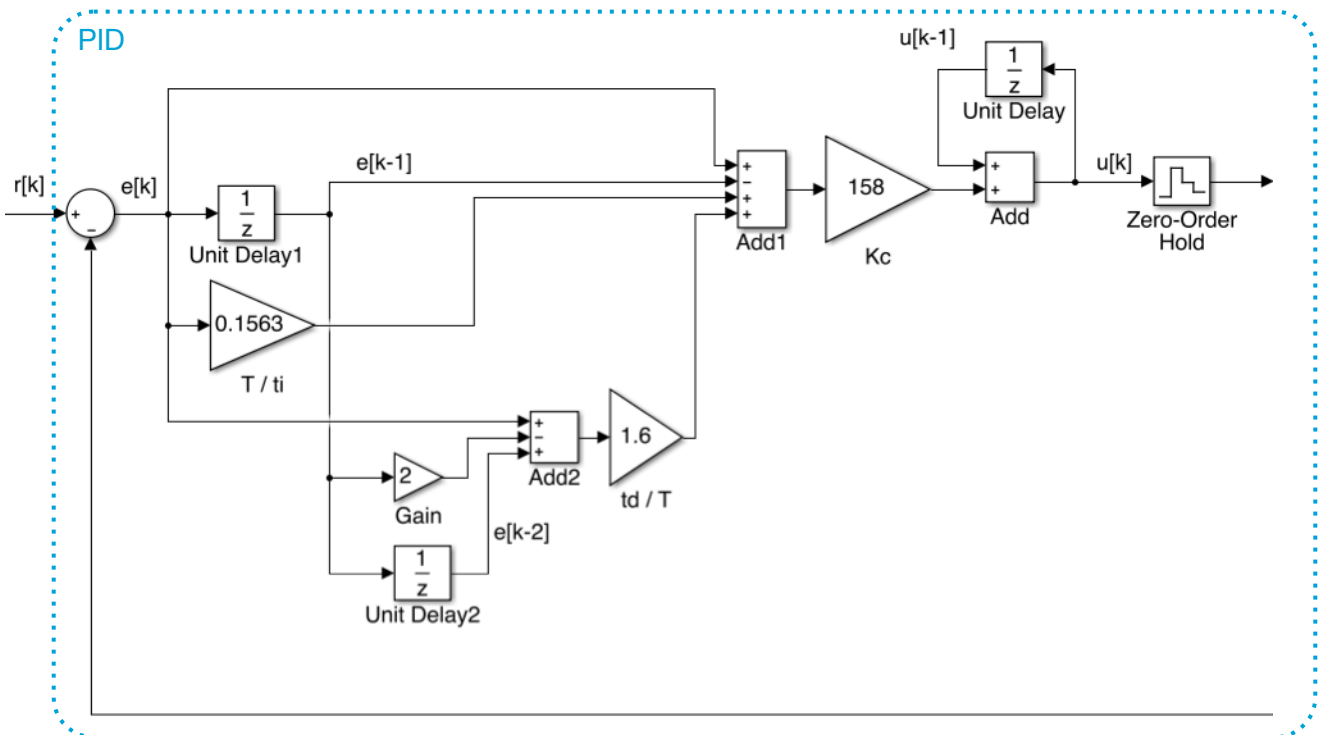 PID
u[k-1]
1
z
Unit Delay
r[k]
e[k]
e[k-1]
+
−
1
z
Unit Delay1
+
−
+
+
Add1
158
Kc
+
+
Add
u[k]
Zero-Order
Hold
0.1563
T / ti
+
−
+
Add2
1.6
td / T
2
Gain
e[k-2]
1
z
Unit Delay2